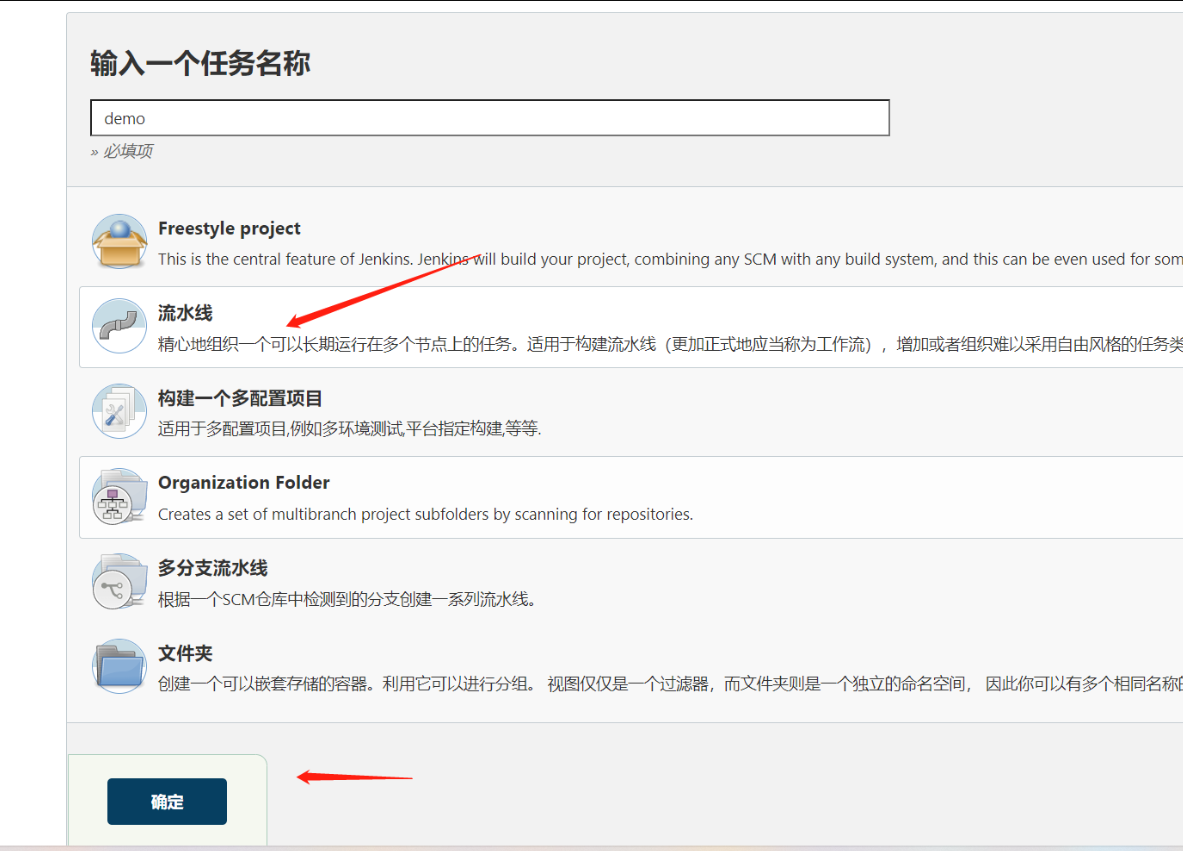 输入一个任务名称
demo
» 必填项
Freestyle project
This is the central feature of Jenkins. Jenkins will build your project, combining any SCM with any build system, and this can be even used for som
流水线
精心地组织一个可以长期运行在多个节点上的任务。适用于构建流水线（更加正式地应当称为工作流），增加或者组织难以采用自由风格的任务类
构建一个多配置项目
适用于多配置项目,例如多环境测试,平台指定构建,等等.
Organization Folder
Creates a set of multibranch project subfolders by scanning for repositories.
多分支流水线
根据一个SCM仓库中检测到的分支创建一系列流水线。
文件夹
创建一个可以嵌套存储的容器。利用它可以进行分组。 视图仅仅是一个过滤器，而文件夹则是一个独立的命名空间， 因此你可以有多个相同名称的
确定